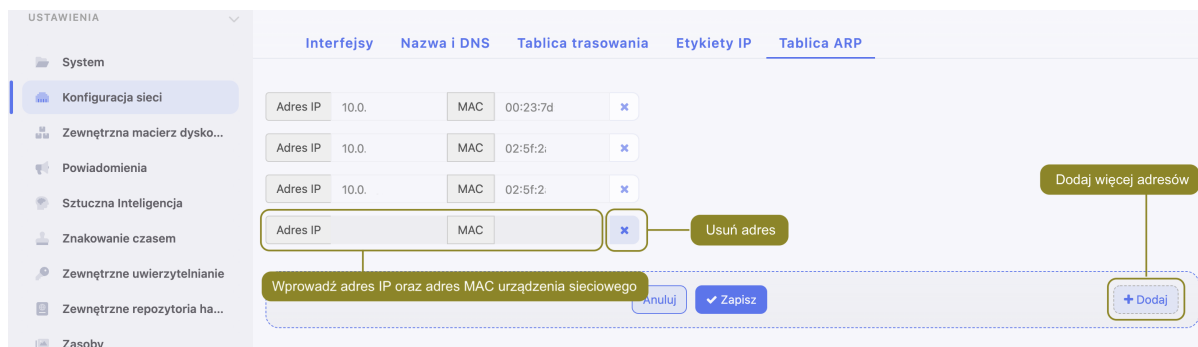 USTAWIENIA
System
Konfiguracja sieci
Zewnętrzna macierz dysko...
Powiadomienia
Sztuczna Inteligencja
Znakowanie czasem
Zewnętrzne uwierzytelnianie
Zewnętrzne repozytoria ha...
Zasoby
Interfejsy Nazwa i DNS Tablica trasowania Etykiety IP Tablica ARP
Adres IP 10.0. MAC 00:23:7d
Adres IP 10.0. MAC 02:5f:2
Adres IP 10.0. MAC 02:5f:2
Adres IP MAC
Usuń adres
Dodaj więcej adresów
Wprowadź adres IP oraz adres MAC urządzenia sieciowego
Anuluj Zapisz
Dodaj